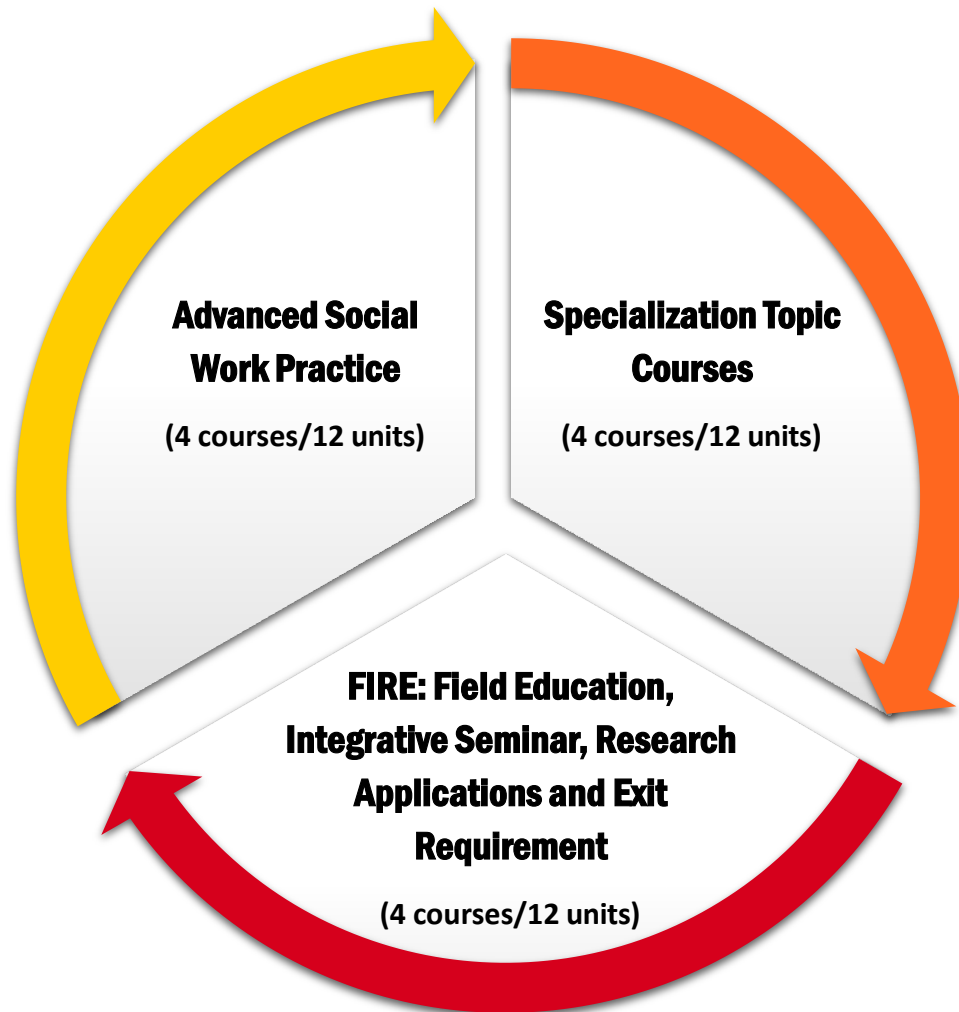 Advanced Social
Work Practice
(4 courses/12 units)
Specialization Topic
Courses
(4 courses/12 units)
FIRE: Field Education,
Integrative Seminar, Research
Applications and Exit
Requirement
(4 courses/12 units)